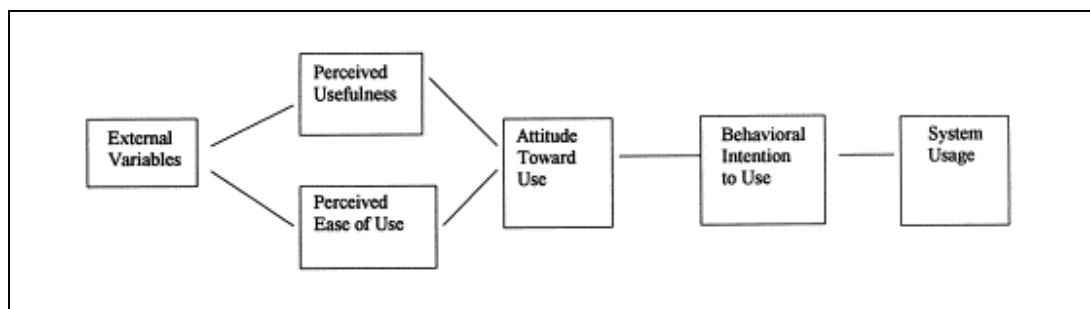 External
Variables
Perceived
Usefulness
Perceived
Ease of Use
Attitude
Toward
Use
Behavioral
Intention
to Use
System
Usage